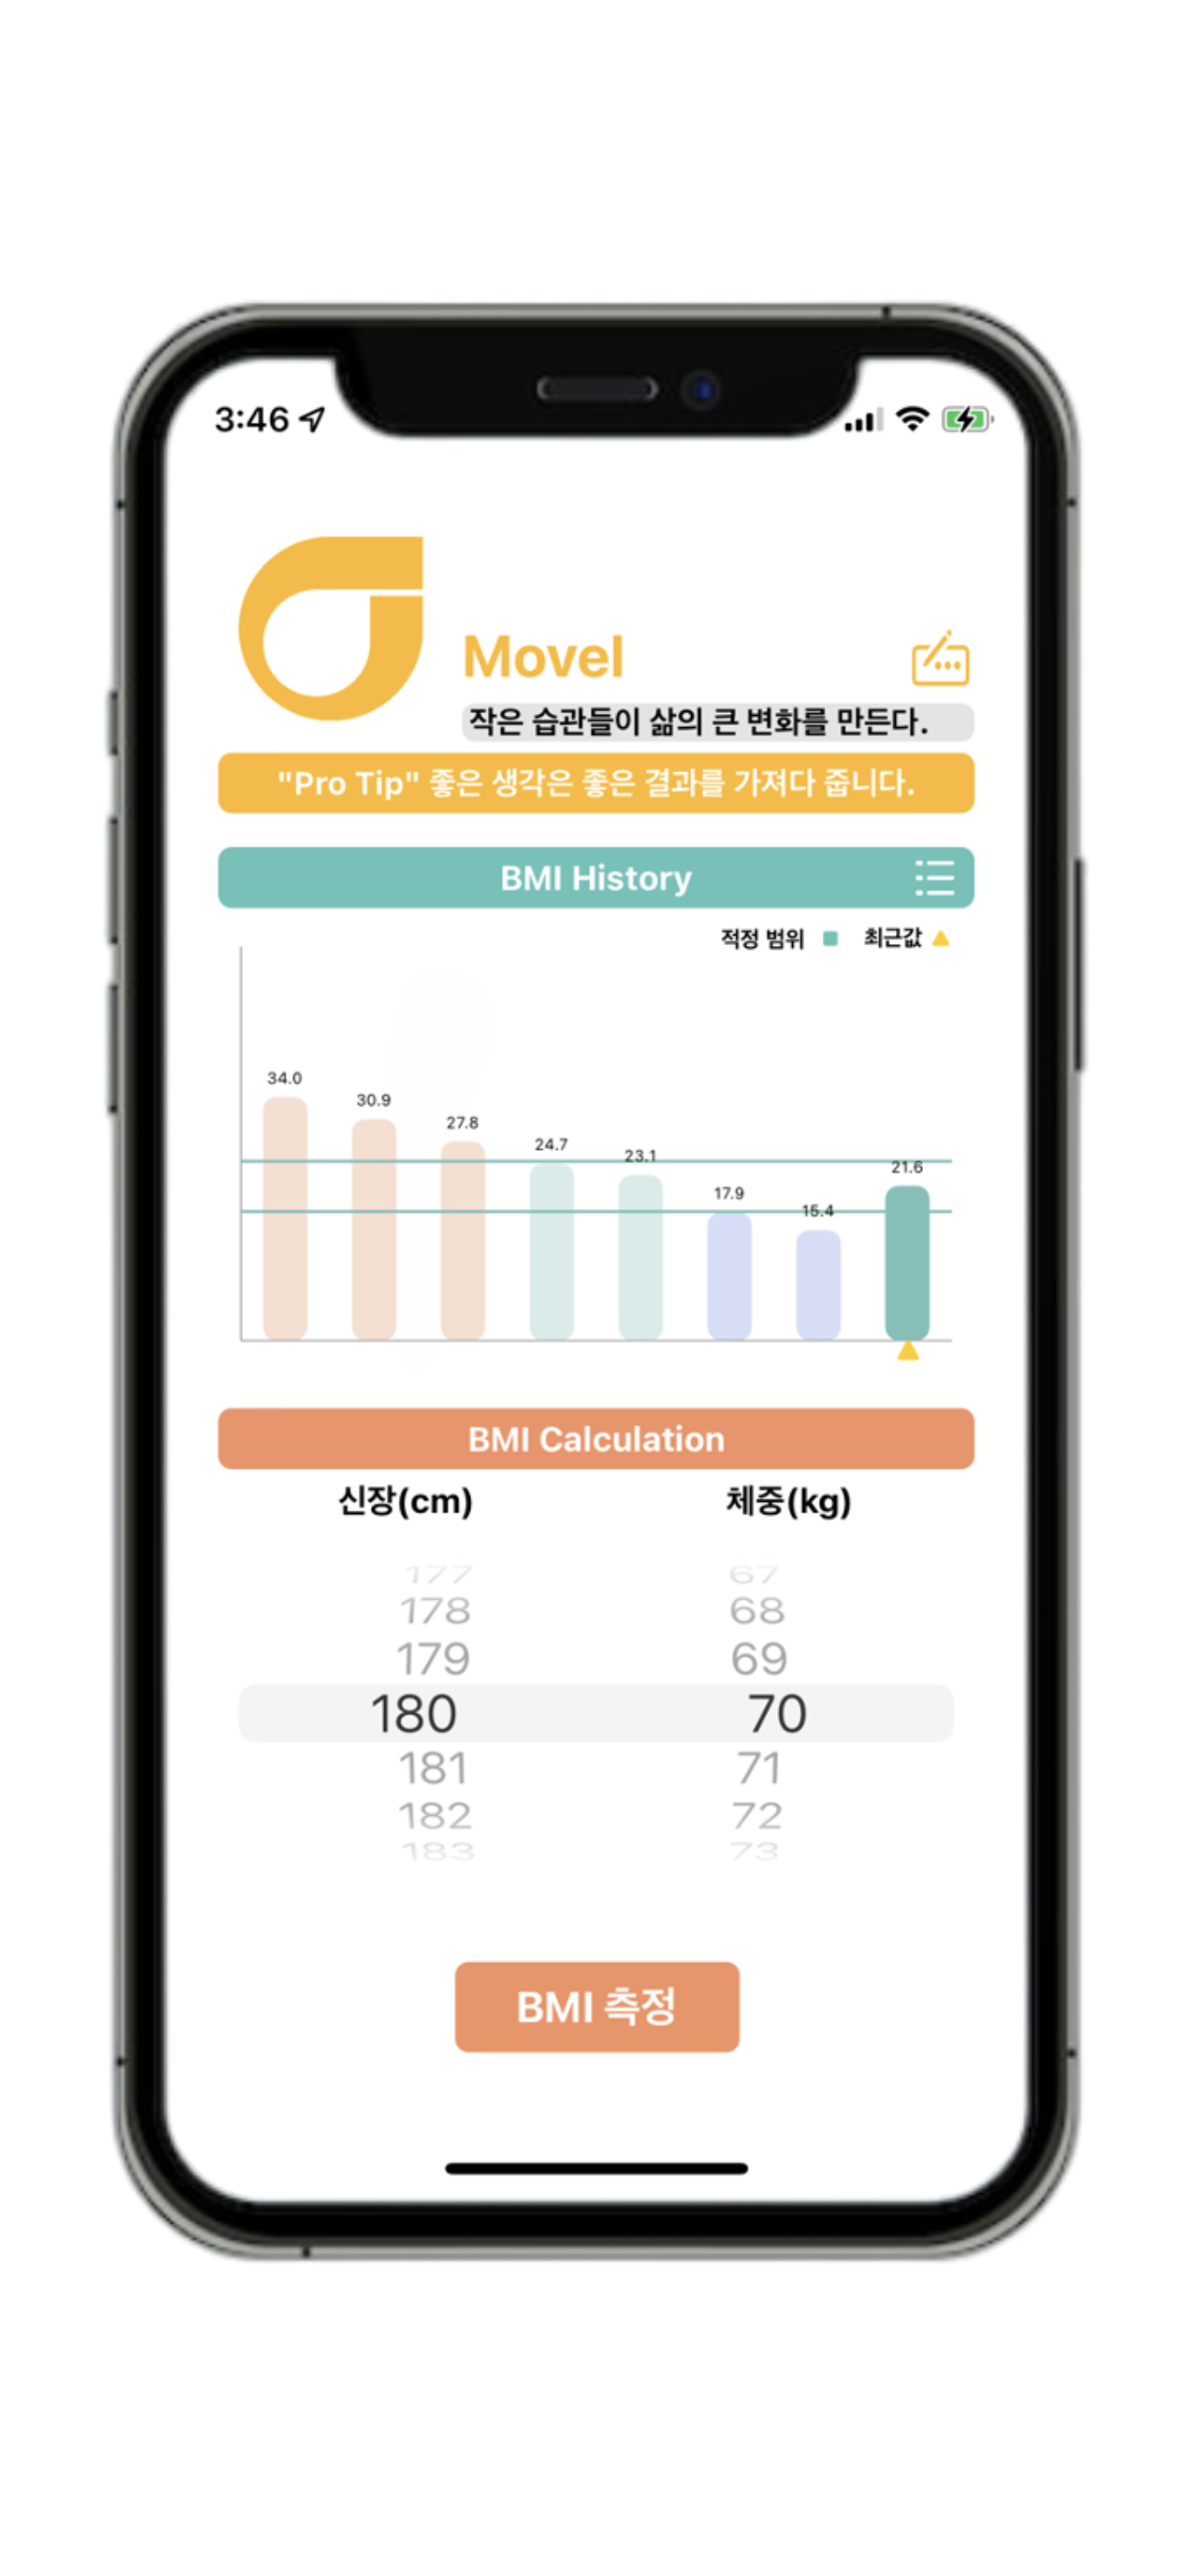 3:46
Movel
작은 습관들이 삶의 큰 변화를 만든다.
"Pro Tip" 좋은 생각은 좋은 결과를 가져다 줍니다.
BMI History
적정 범위 최근값
34.0
30.9
27.8
24.7
23.1
17.9
15.4
21.6
BMI Calculation
신장(cm) 체중(kg)
177 67
178 68
179 69
180 70
181 71
182 72
183 73
BMI 측정